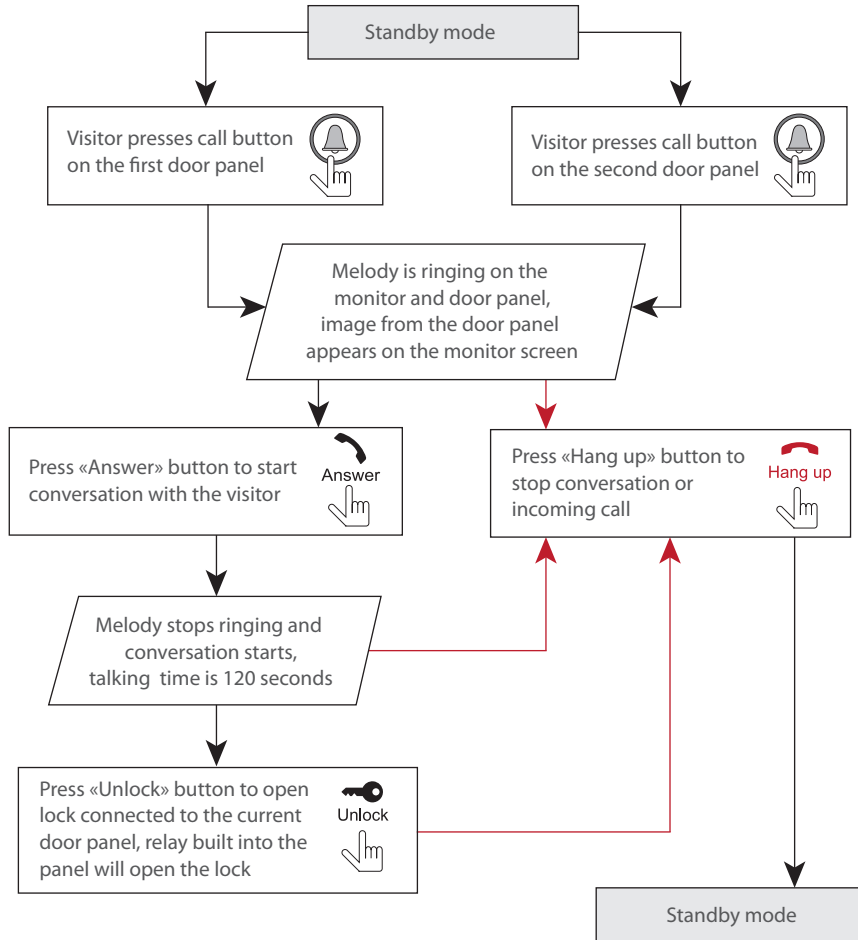 Standby mode
Visitor presses call button
on the first door panel
Visitor presses call button
on the second door panel
Melody is ringing on the
monitor and door panel,
image from the door panel
appears on the monitor screen
Press «Answer» button to start
conversation with the visitor
Answer
Press «Hang up» button to
stop conversation or
incoming call
Hang up
Melody stops ringing and
conversation starts,
talking time is 120 seconds
Press «Unlock» button to open
lock connected to the current
door panel, relay built into the
panel will open the lock
Unlock
Standby mode